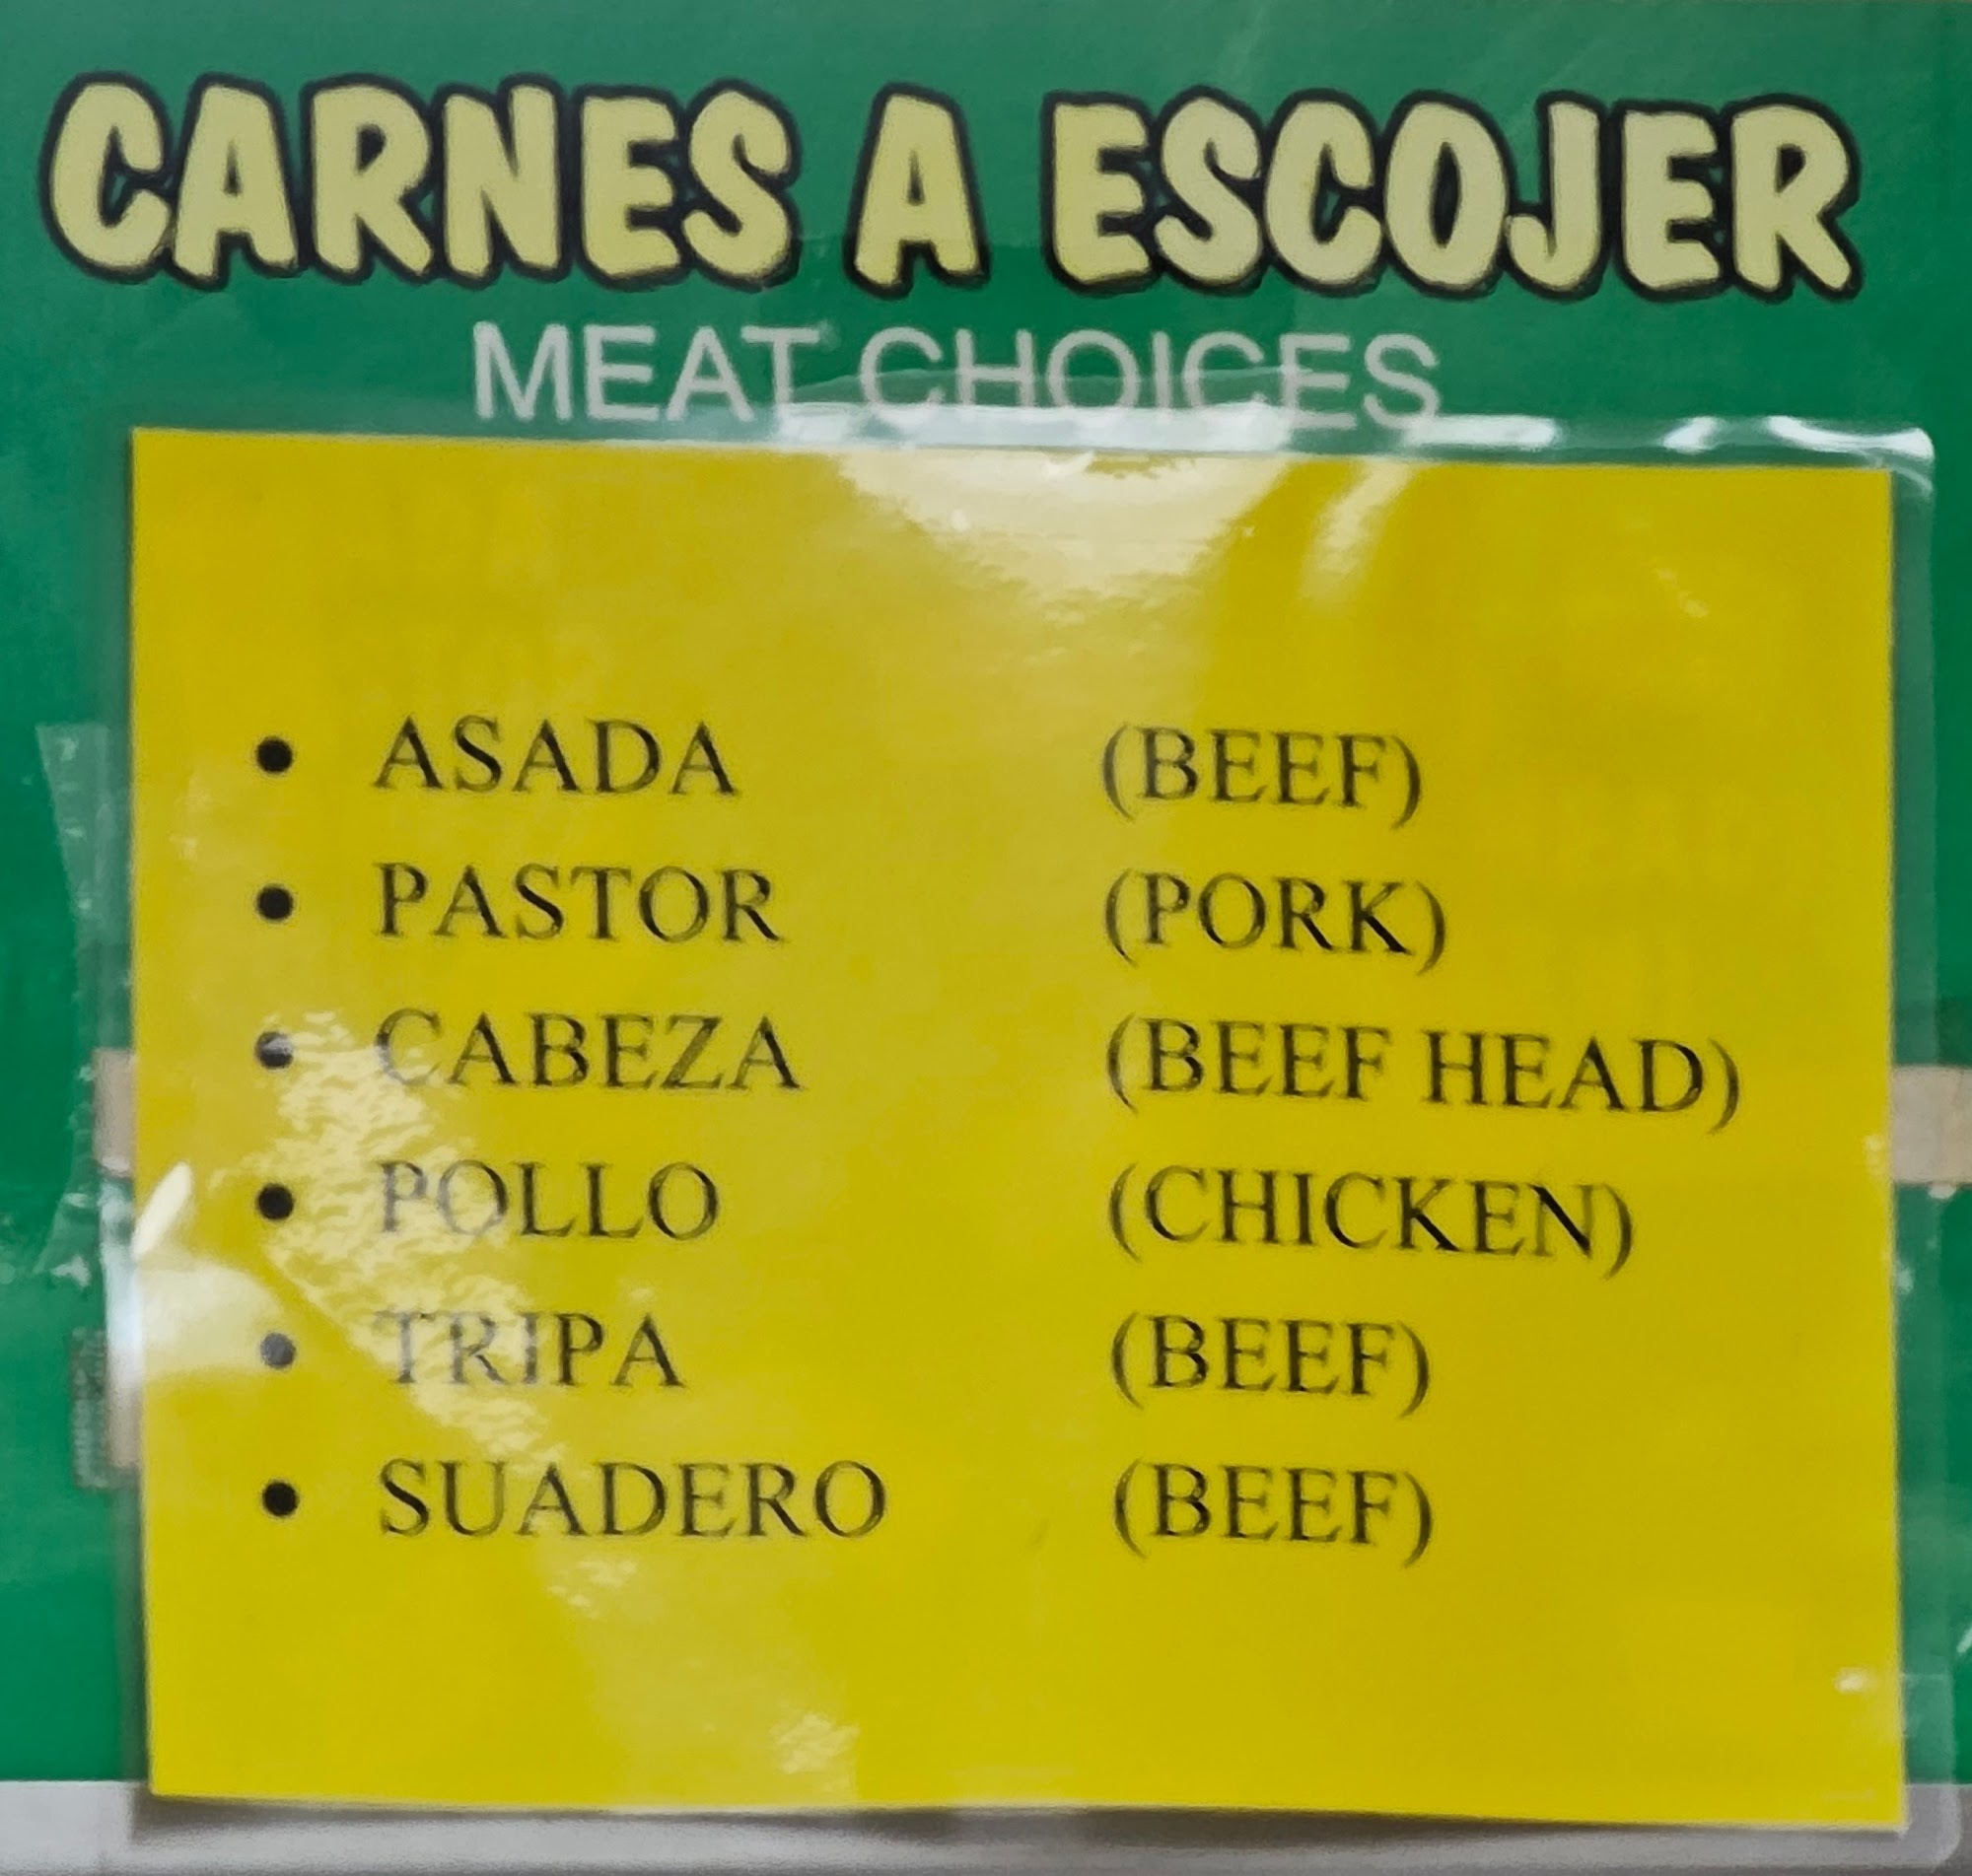 CARNES A ESCOJER
MEAT CHOICES
• ASADA (BEEF)
• PASTOR (PORK)
• CABEZA (BEEF HEAD)
• POLLO (CHICKEN)
• TRIPA (BEEF)
• SUADERO (BEEF)